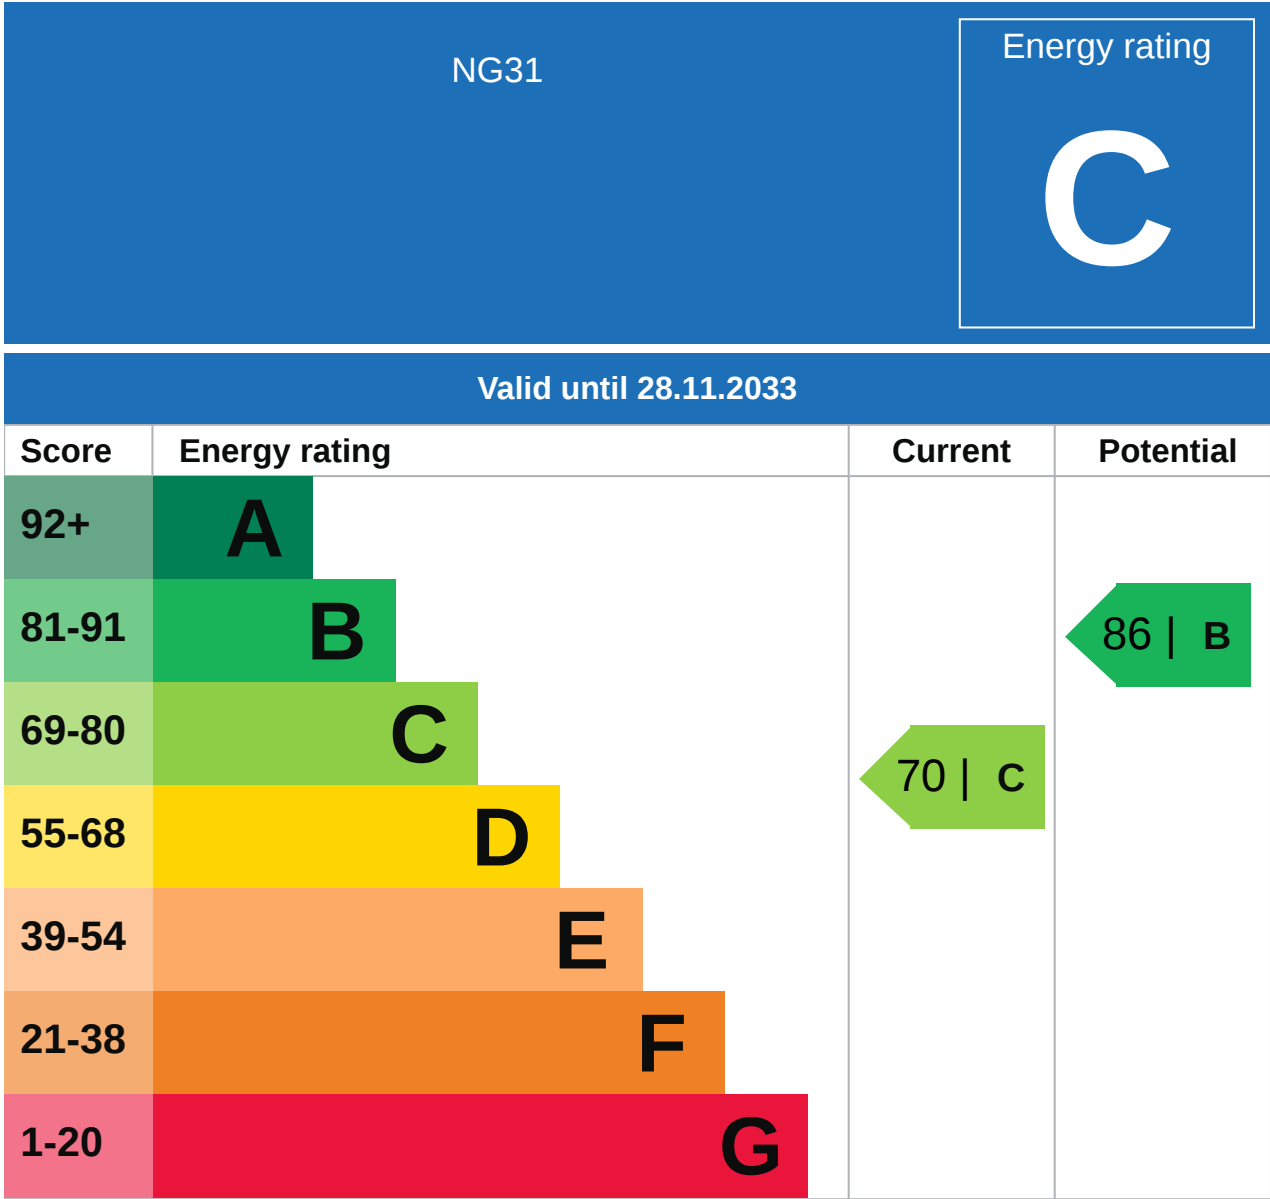 NG31
Energy rating
C
Valid until 28.11.2033
Score Energy rating Current Potential
92+ A
81-91 B
86 | B
69-80 C
70 | C
55-68 D
39-54 E
21-38 F
1-20 G